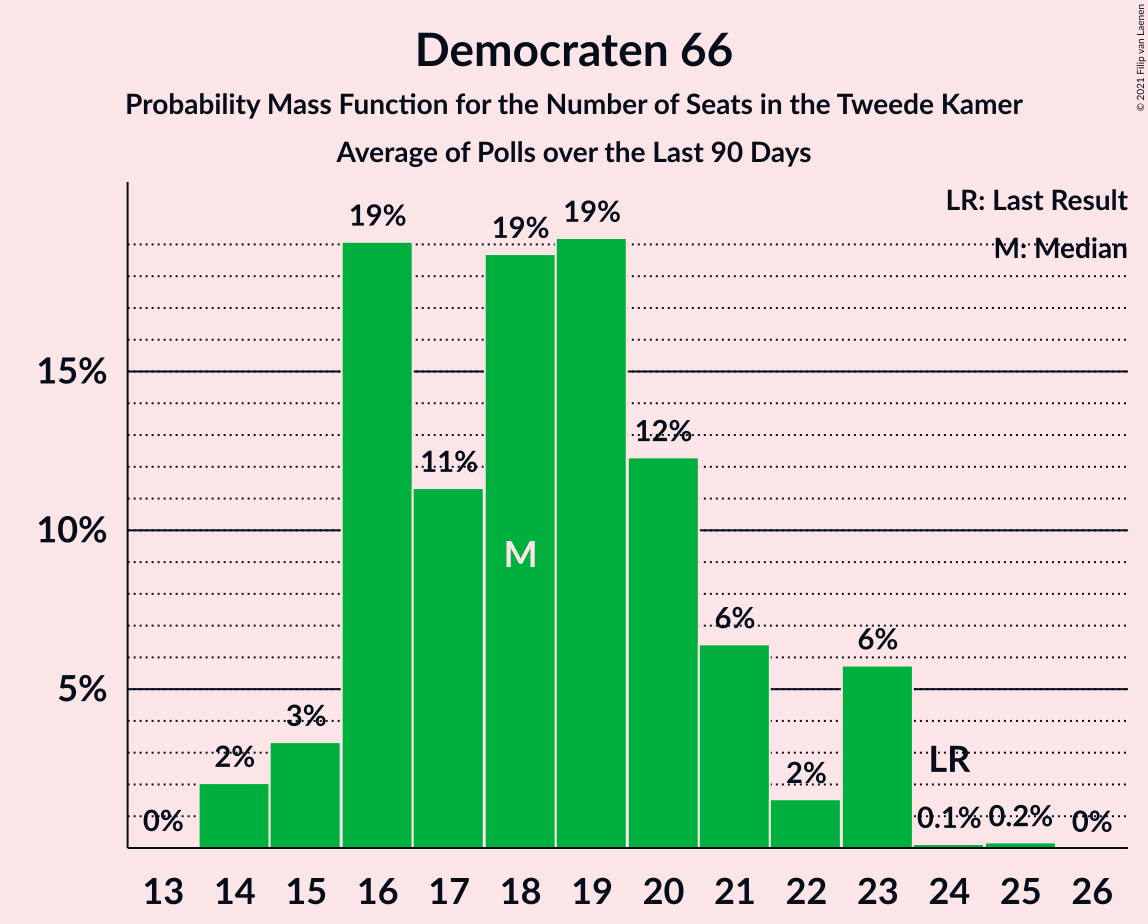 Democraten 66
Probability Mass Function for the Number of Seats in the Tweede Kamer
Average of Polls over the Last 90 Days
© 2021 Filip van Laenen
LR: Last Result
M: Median
19%
19%
19%
15%
12%
11%
10%
M
6%
6%
5%
3%
2%
2%
LR
0%
0.1%
0.2%
0%
13 14 15 16 17 18 19 20 21 22 23 24 25 26